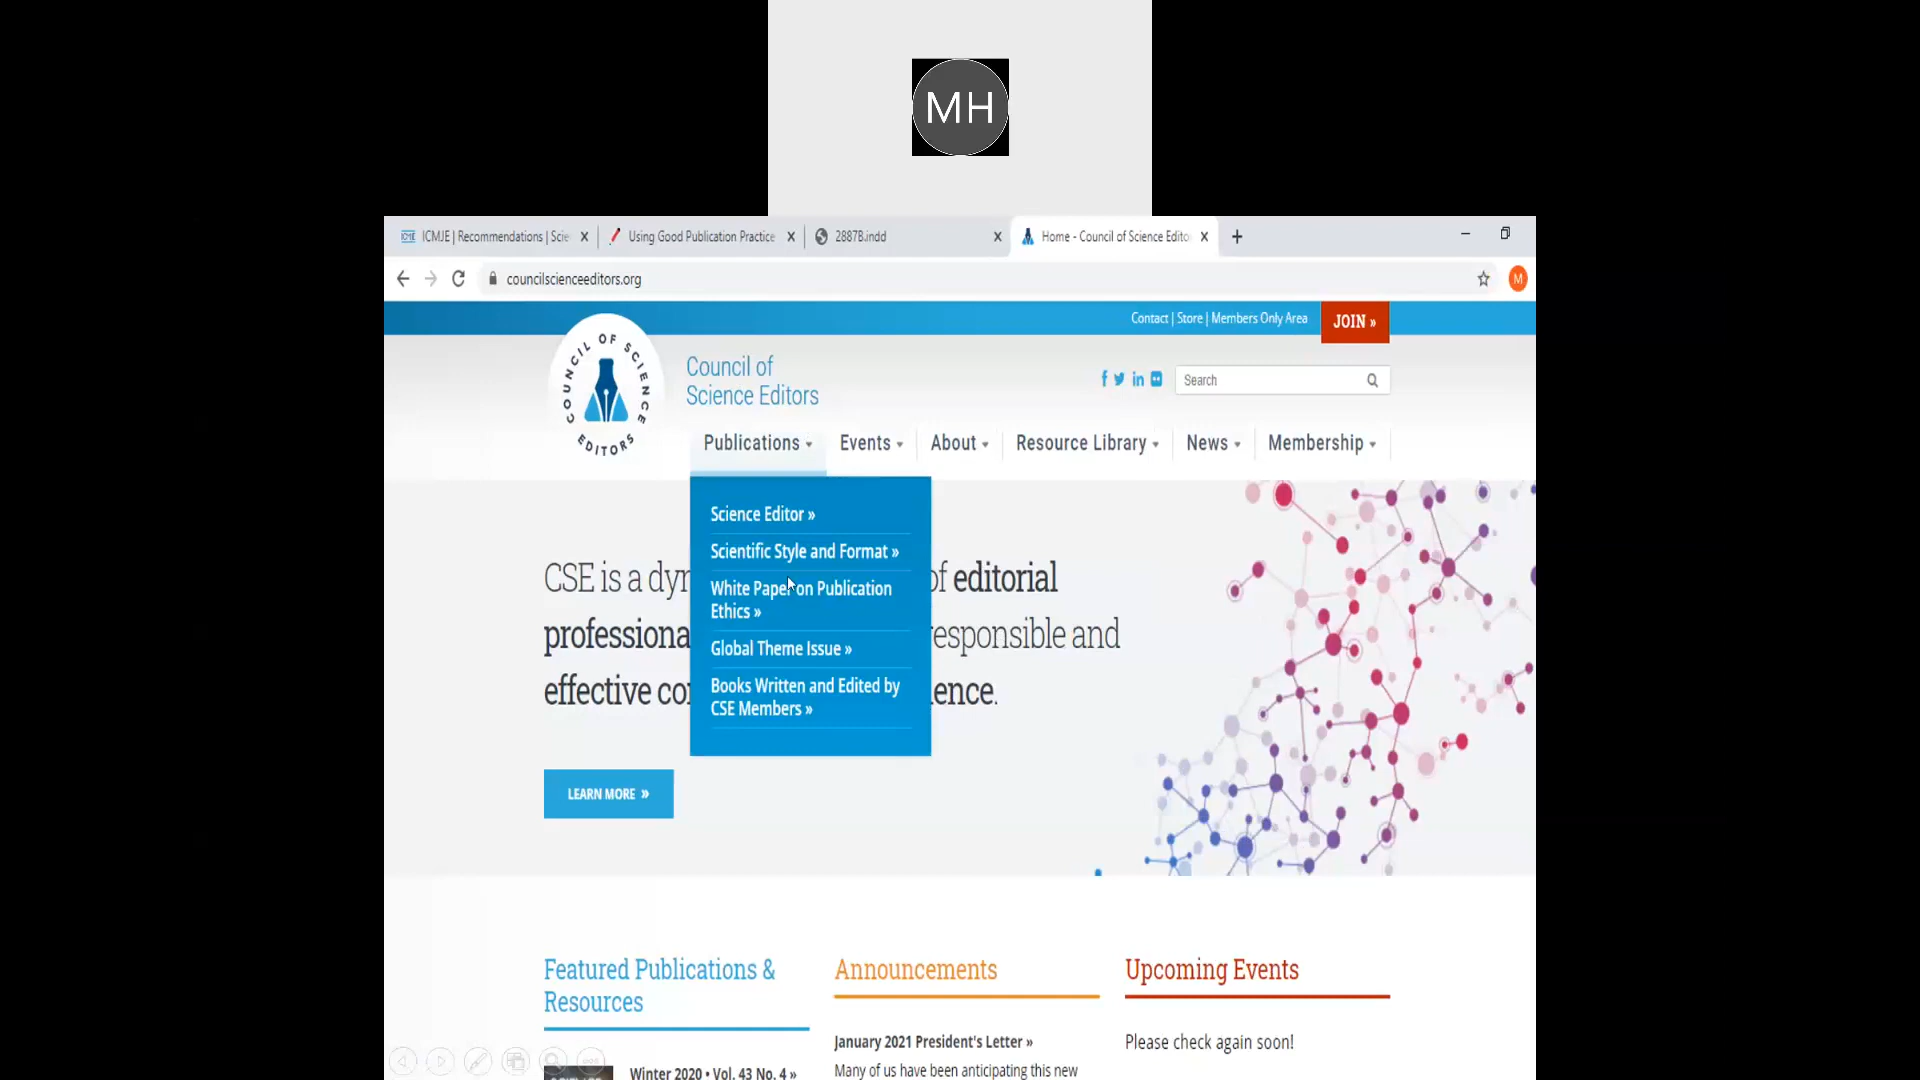 MH
ICMJE | Recommendations | Scie
Using Good Publication Practice
2887B.indd
Home - Council of Science Edito
councilscienceeditors.org
M
Contact | Store | Members Only Area
JOIN »
COUNCIL OF SCIENCE EDITORS
Council of
Science Editors
Search
Publications
Events
About
Resource Library
News
Membership
Science Editor »
Scientific Style and Format »
White Paper on Publication
Ethics »
Global Theme Issue »
Books Written and Edited by
CSE Members »
CSE is a dyn of editorial
professiona responsible and
effective co ence.
LEARN MORE »
Featured Publications &
Resources
Winter 2020 • Vol. 43 No. 4 »
Announcements
January 2021 President's Letter »
Many of us have been anticipating this new
Upcoming Events
Please check again soon!